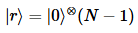 |r⟩ = |0⟩^⊗(N − 1)